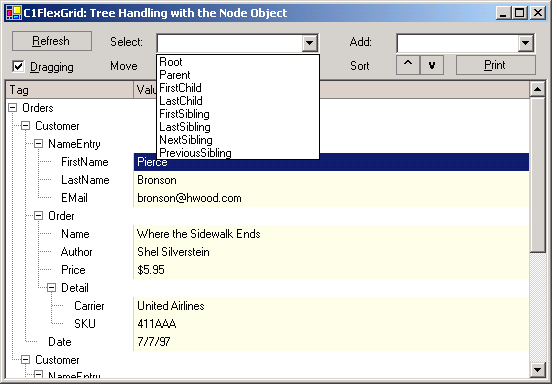 C1FlexGrid: Tree Handling with the Node Object
Refresh Select: Add:
Dragging Move Sort ^ v Print
Root
Parent
FirstChild
LastChild
FirstSibling
LastSibling
NextSibling
PreviousSibling
Tag Valu
Orders
Customer
NameEntry
FirstName Pierce
LastName Bronson
EMail bronson@hwood.com
Order
Name Where the Sidewalk Ends
Author Shel Silverstein
Price $5.95
Detail
Carrier United Airlines
SKU 411AAA
Date 7/7/97
Customer
NameEntry